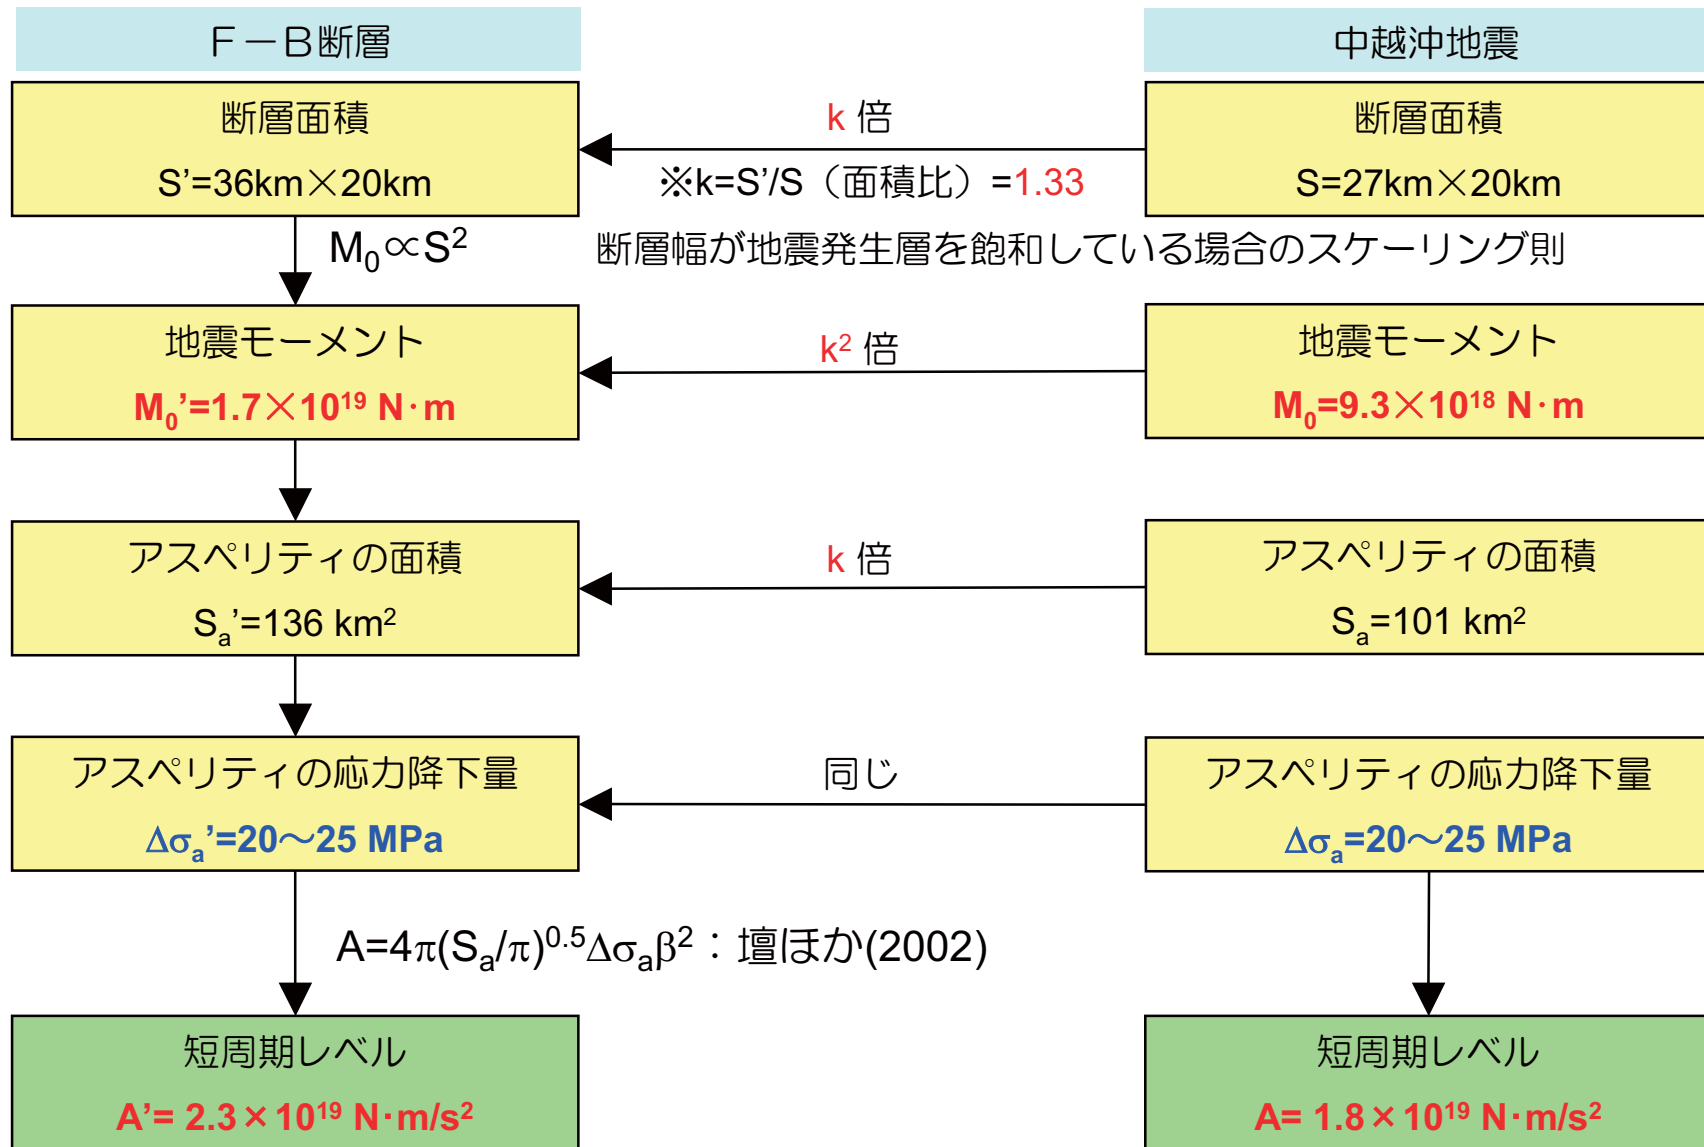 F－B断層
中越沖地震
断層面積
S’=36km×20km
k 倍
※k=S’/S（面積比）=1.33
断層面積
S=27km×20km
M₀∝S²
断層幅が地震発生層を飽和している場合のスケーリング則
地震モーメント
M₀’=1.7×10¹⁹ N·m
k² 倍
地震モーメント
M₀=9.3×10¹⁸ N·m
アスペリティの面積
Sₐ’=136 km²
k 倍
アスペリティの面積
Sₐ=101 km²
アスペリティの応力降下量
Δσₐ’=20～25 MPa
同じ
アスペリティの応力降下量
Δσₐ=20～25 MPa
A=4π(Sₐ/π)⁰·⁵Δσₐβ²：壇ほか(2002)
短周期レベル
A’= 2.3×10¹⁹ N·m/s²
短周期レベル
A= 1.8×10¹⁹ N·m/s²